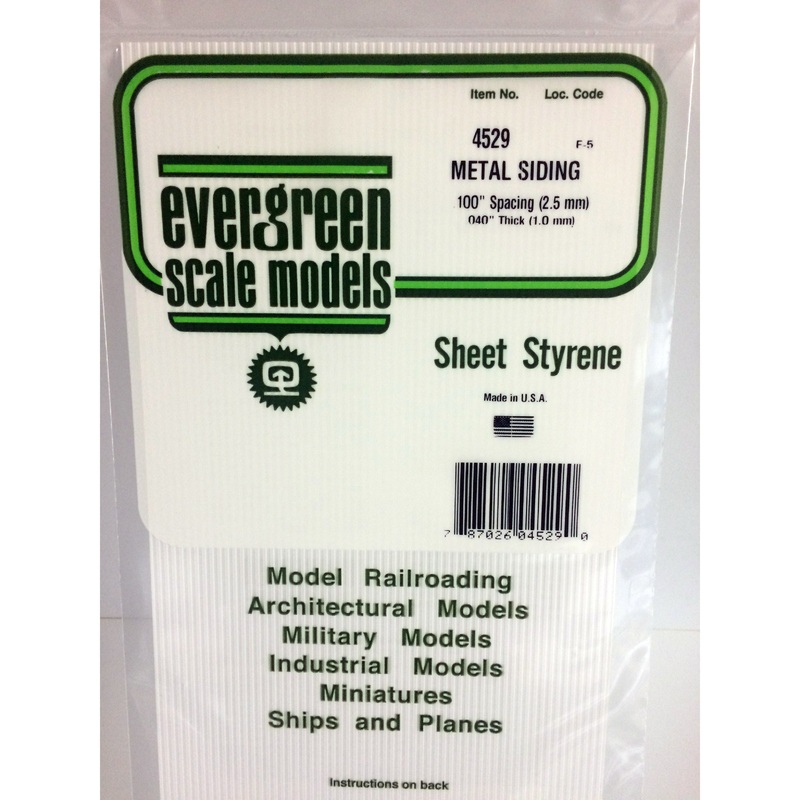 Item No. Loc. Code
4529 F-5
METAL SIDING
100" Spacing (2.5 mm)
040" Thick (1.0 mm)
evergreen
scale models
Sheet Styrene
Made in U.S.A.
7 87026 04529 0
Model Railroading
Architectural Models
Military Models
Industrial Models
Miniatures
Ships and Planes
Instructions on back